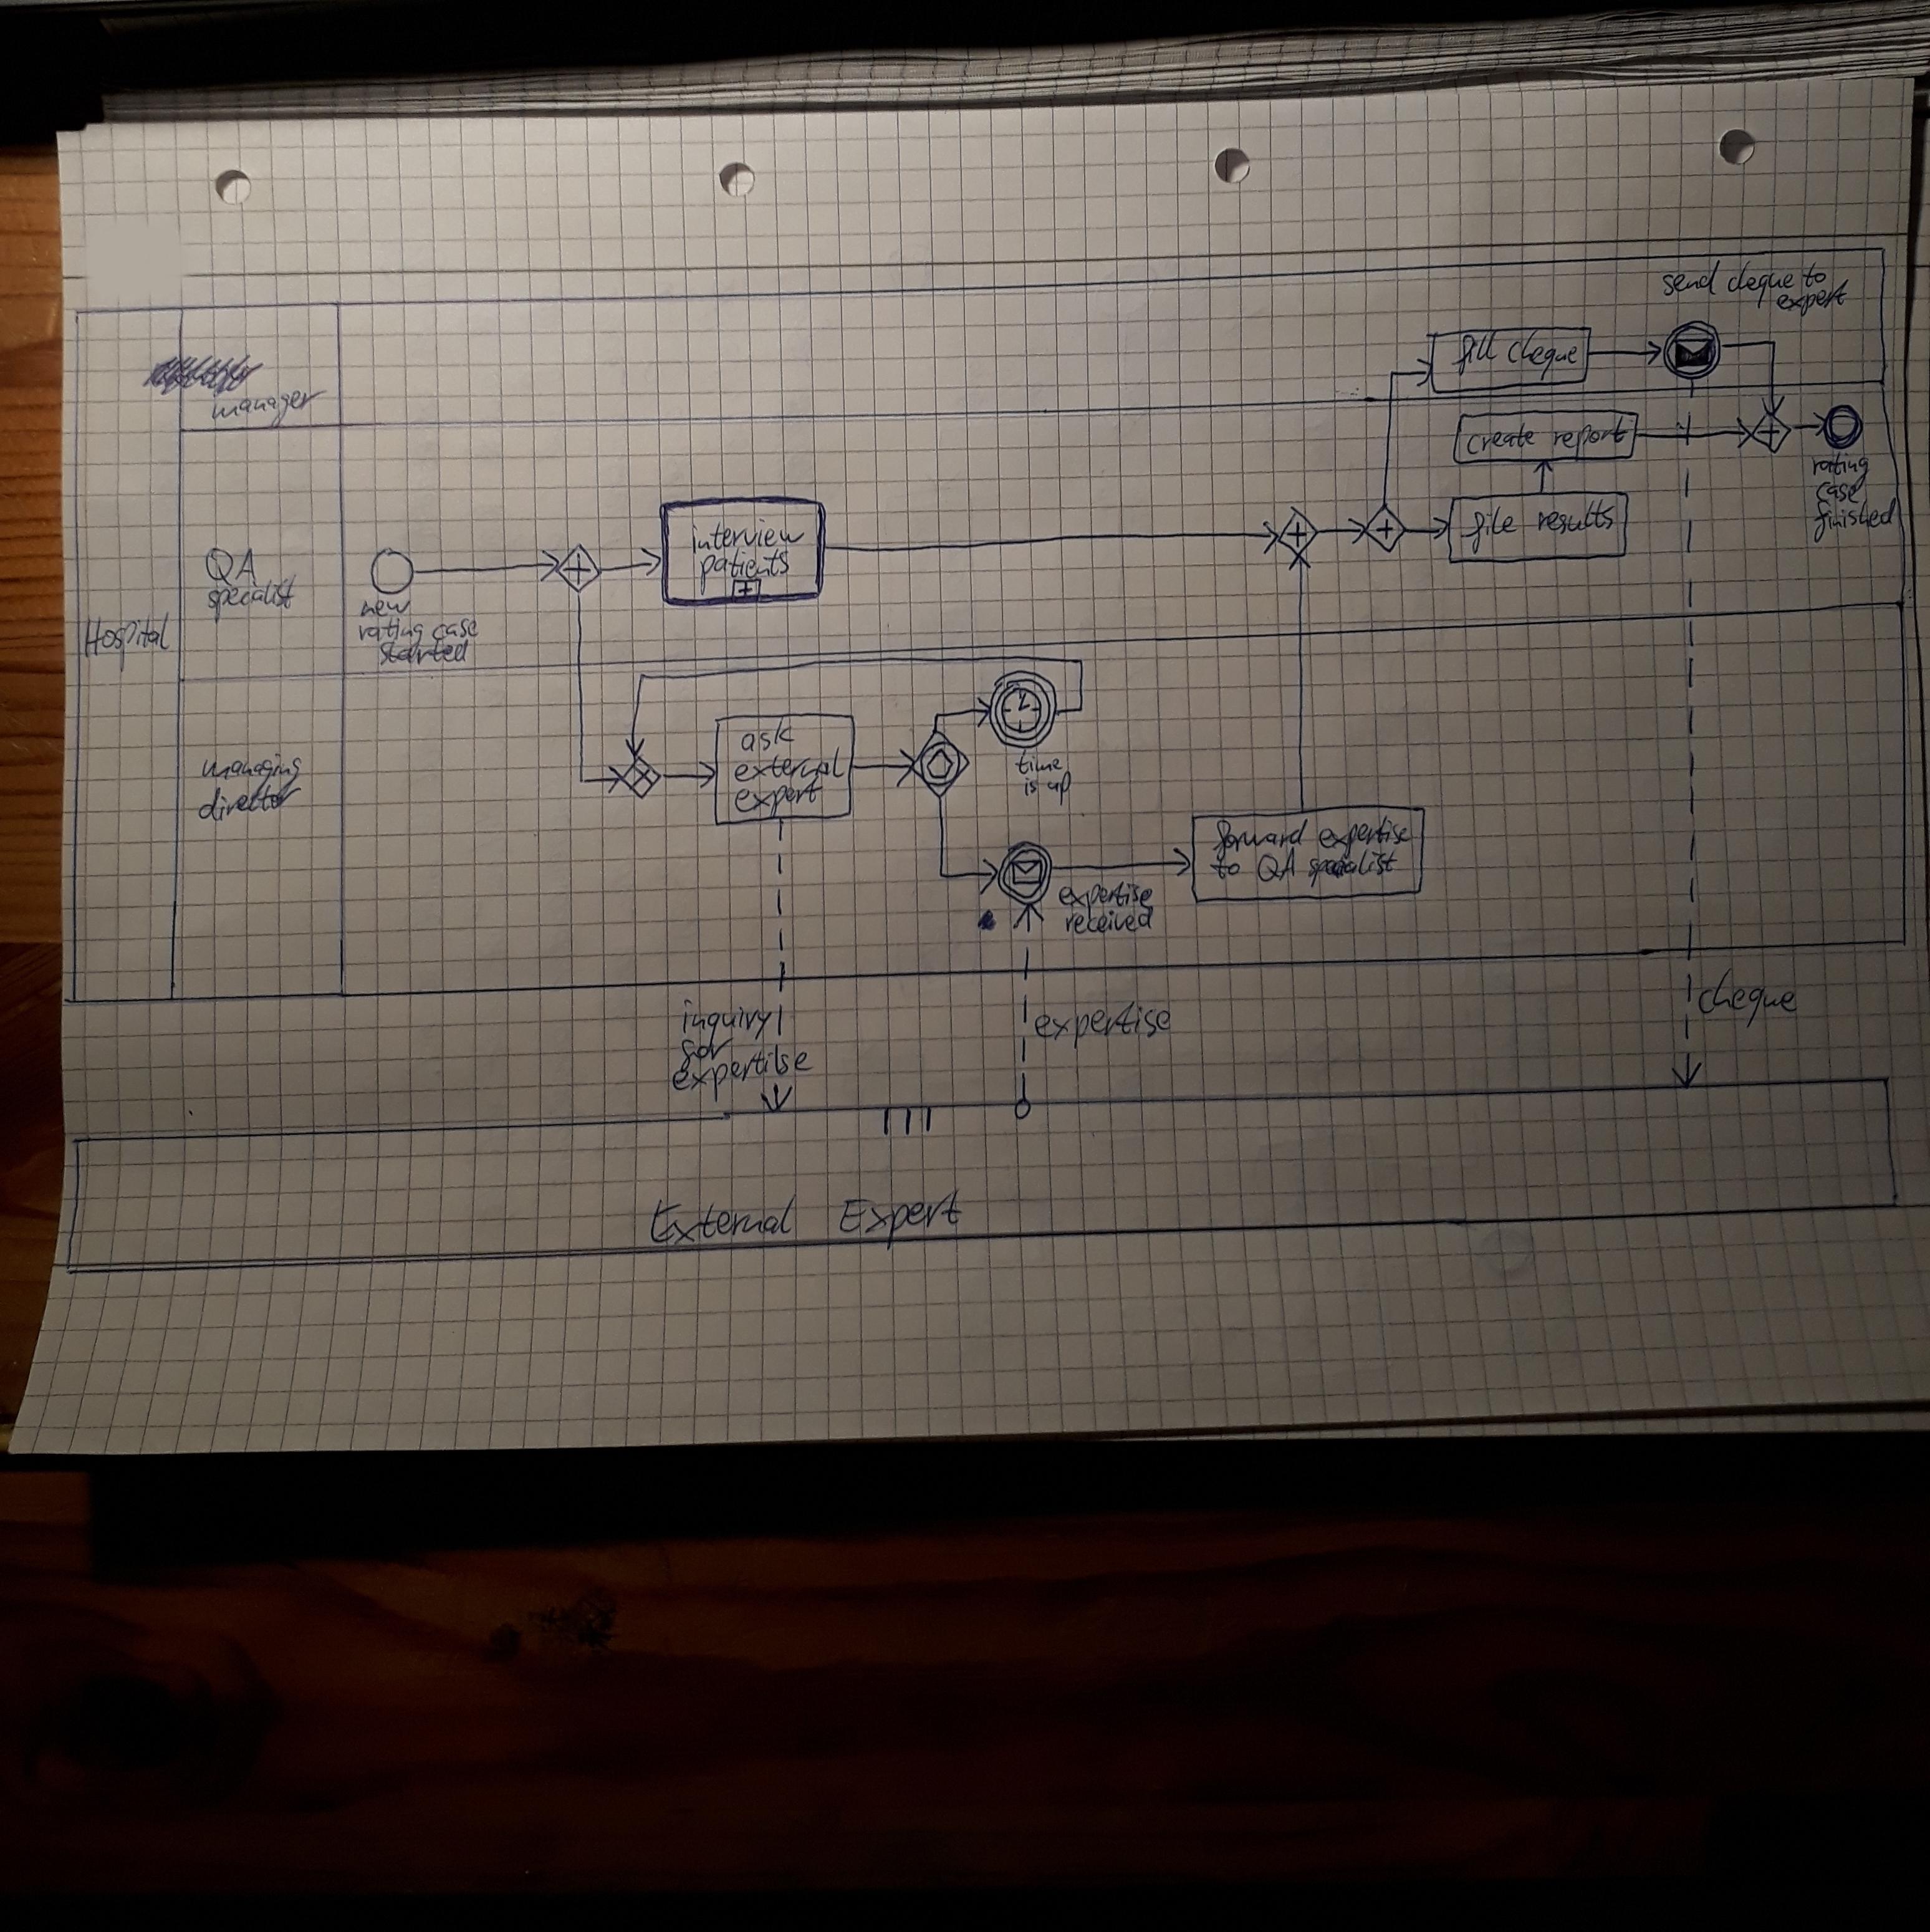 send cheque to
expert
manager
fill cheque
create report
rating
case
finished
file results
interview
patients
QA
specialist
new
rating case
started
Hospital
managing
director
ask
external
expert
time
is up
forward expertise
to QA specialist
expertise
received
inquiry
for
expertise
expertise
cheque
External Expert